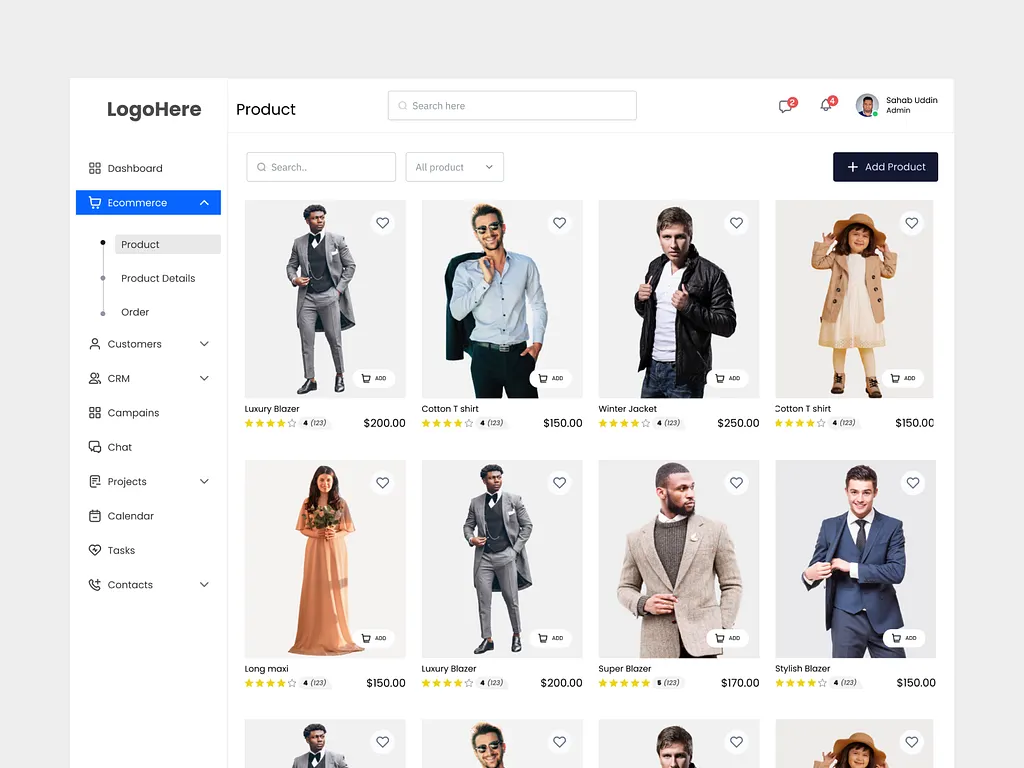 LogoHere
Product
Search here
2
4
Sahab Uddin
Admin
Dashboard
Ecommerce
Product
Product Details
Order
Customers
CRM
Campains
Chat
Projects
Calendar
Tasks
Contacts
Search..
All product
+ Add Product
ADD
ADD
ADD
ADD
Luxury Blazer
4 (123)
$200.00
Cotton T shirt
4 (123)
$150.00
Winter Jacket
4 (123)
$250.00
Cotton T shirt
4 (123)
$150.00
ADD
ADD
ADD
ADD
Long maxi
4 (123)
$150.00
Luxury Blazer
4 (123)
$200.00
Super Blazer
5 (123)
$170.00
Stylish Blazer
4 (123)
$150.00